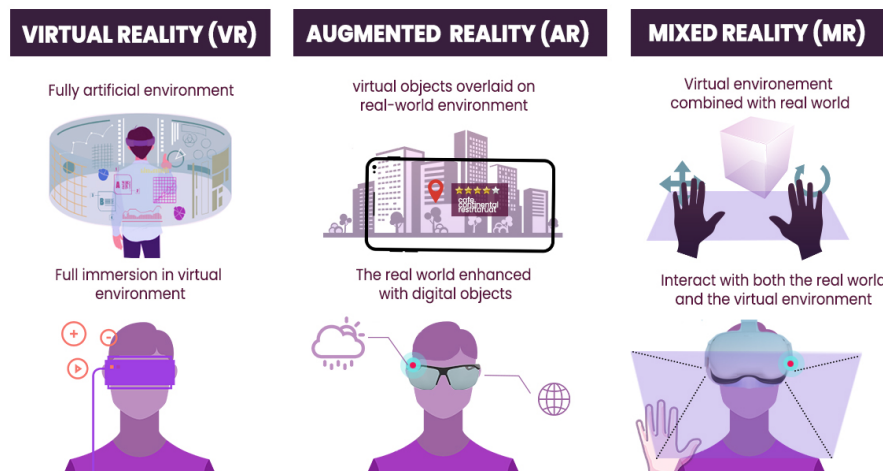 VIRTUAL REALITY (VR)
Fully artificial environment
Full immersion in virtual
environment
AUGMENTED REALITY (AR)
virtual objects overlaid on
real-world environment
cafe
continental
The real world enhanced
with digital objects
MIXED REALITY (MR)
Virtual environement
combined with real world
Interact with both the real world
and the virtual environment